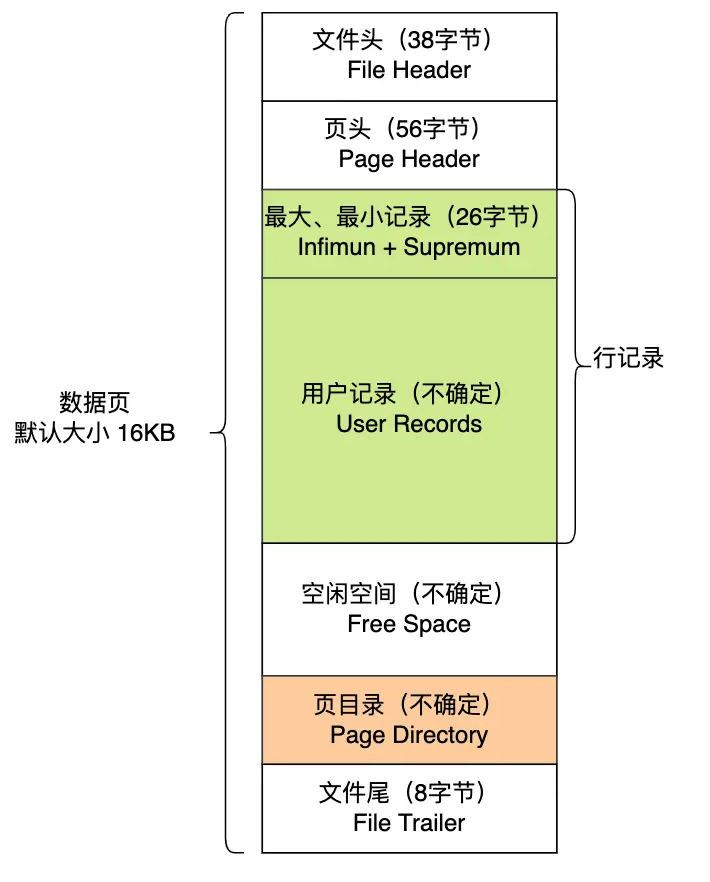 文件头（38字节）
File Header
页头（56字节）
Page Header
最大、最小记录（26字节）
Infimun + Supremum
用户记录（不确定）
User Records
行记录
数据页
默认大小 16KB
空闲空间（不确定）
Free Space
页目录（不确定）
Page Directory
文件尾（8字节）
File Trailer